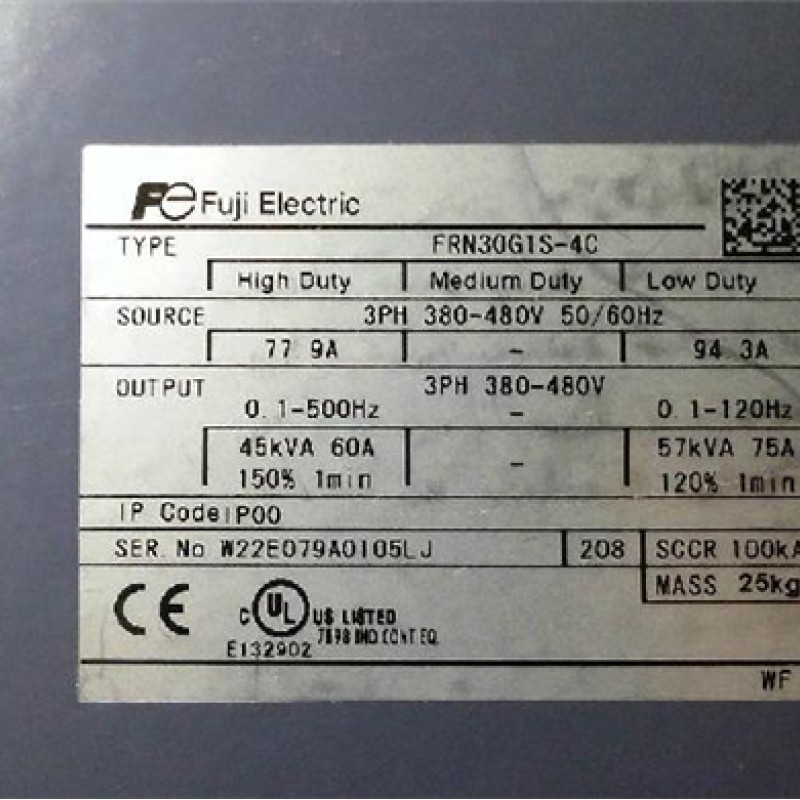 Fe Fuji Electric
TYPE FRN30G1S-4C
High Duty Medium Duty Low Duty
SOURCE 3PH 380-480V 50/60Hz
77.9A - 94.3A
OUTPUT 3PH 380-480V
0.1-500Hz - 0.1-120Hz
45kVA 60A - 57kVA 75A
150% 1min 120% 1min
IP Code IP00
SER. No W22E079A0105LJ 208 SCCR 100kA
MASS 25kg
CE C UL US LISTED
7898 IND CONT EQ.
E132902
WF